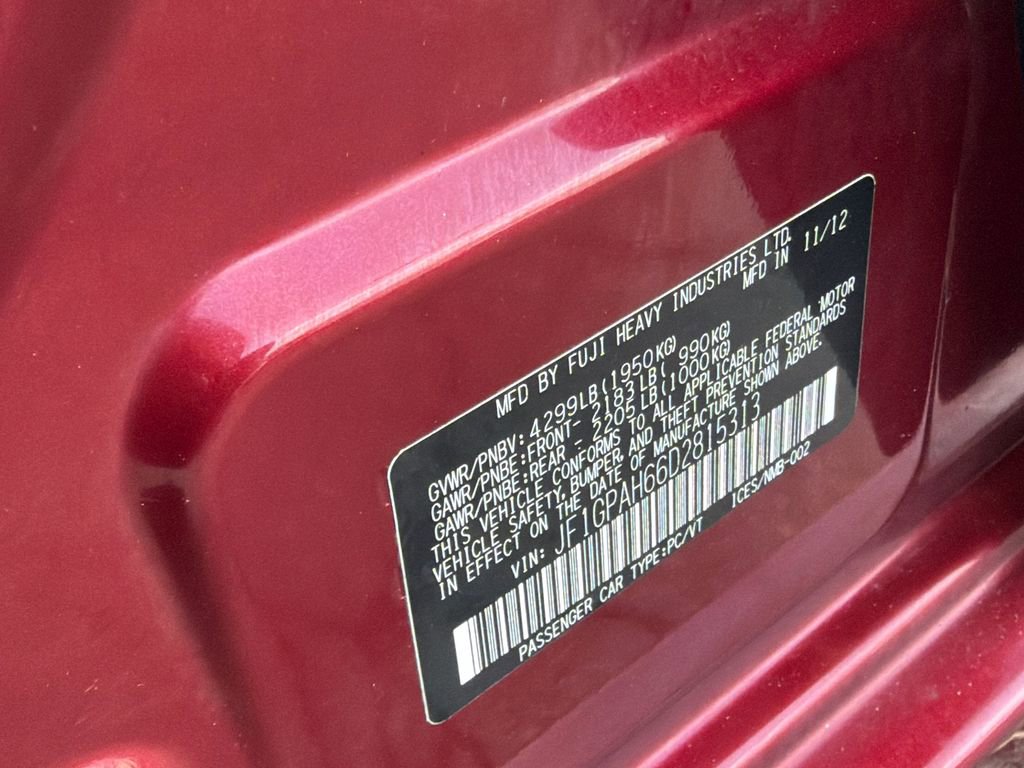 MFD BY FUJI HEAVY INDUSTRIES LTD.
MFD IN 11/12
GVWR/PNBV: 4299LB(1950KG)
GAWR/PNBE:FRONT- 2183LB( 990KG)
GAWR/PNBE:REAR - 2205LB(1000KG)
THIS VEHICLE CONFORMS TO ALL APPLICABLE FEDERAL MOTOR
VEHICLE SAFETY, BUMPER, AND THEFT PREVENTION STANDARDS
IN EFFECT ON THE DATE OF MANUFACTURE SHOWN ABOVE.
VIN: JF1GPAH66D2815313
PASSENGER CAR TYPE:PC/VT ICES/NMB-002